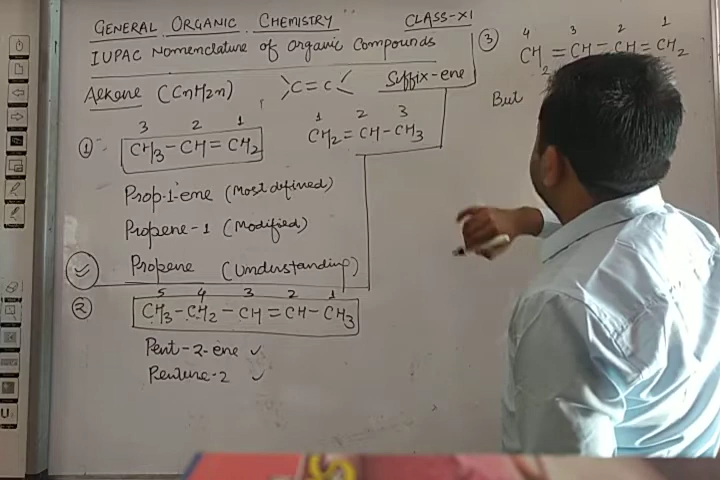 GENERAL ORGANIC CHEMISTRY CLASS-XI
IUPAC Nomenclature of Organic Compounds
Alkene (CnH2n) >C=C< Suffix-ene
3 2 1
① CH3-CH=CH2
1 2 3
CH2=CH-CH3
Prop-1-ene (Most defined)
Propene-1 (Modified)
Propene (Understanding)
5 4 3 2 1
② CH3-CH2-CH=CH-CH3
Pent-2-ene ✓
Pentene-2 ✓
4 3 2 1
③ CH2=CH-CH=CH2
But